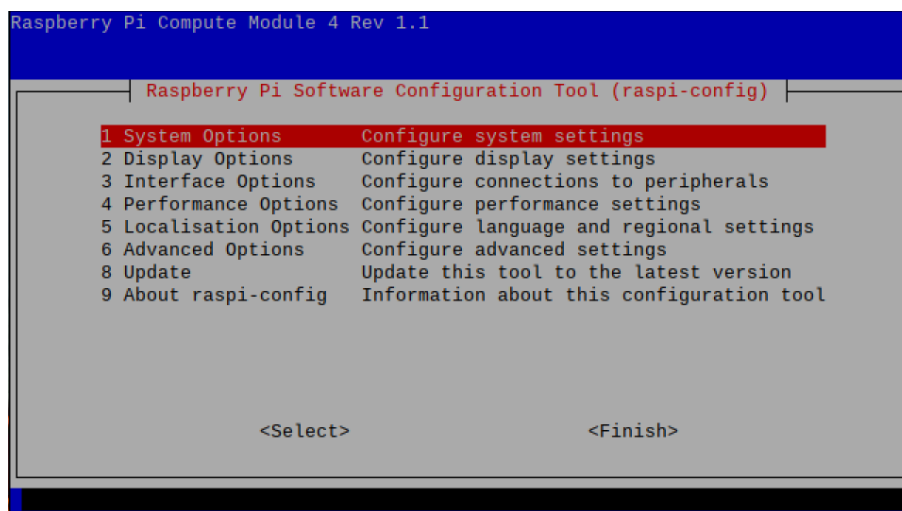 Raspberry Pi Compute Module 4 Rev 1.1
Raspberry Pi Software Configuration Tool (raspi-config)
1 System Options Configure system settings
2 Display Options Configure display settings
3 Interface Options Configure connections to peripherals
4 Performance Options Configure performance settings
5 Localisation Options Configure language and regional settings
6 Advanced Options Configure advanced settings
8 Update Update this tool to the latest version
9 About raspi-config Information about this configuration tool
<Select> <Finish>